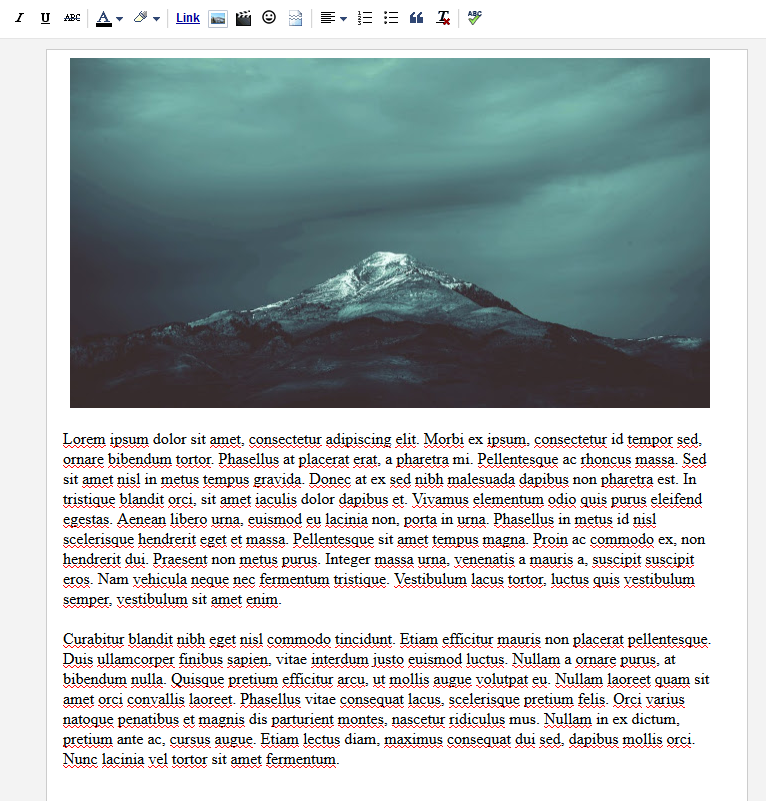 I U ABC A Link ABC
Lorem ipsum dolor sit amet, consectetur adipiscing elit. Morbi ex ipsum, consectetur id tempor sed,
ornare bibendum tortor. Phasellus at placerat erat, a pharetra mi. Pellentesque ac rhoncus massa. Sed
sit amet nisl in metus tempus gravida. Donec at ex sed nibh malesuada dapibus non pharetra est. In
tristique blandit orci, sit amet iaculis dolor dapibus et. Vivamus elementum odio quis purus eleifend
egestas. Aenean libero urna, euismod eu lacinia non, porta in urna. Phasellus in metus id nisl
scelerisque hendrerit eget et massa. Pellentesque sit amet tempus magna. Proin ac commodo ex, non
hendrerit dui. Praesent non metus purus. Integer massa urna, venenatis a mauris a, suscipit suscipit
eros. Nam vehicula neque nec fermentum tristique. Vestibulum lacus tortor, luctus quis vestibulum
semper, vestibulum sit amet enim.
Curabitur blandit nibh eget nisl commodo tincidunt. Etiam efficitur mauris non placerat pellentesque.
Duis ullamcorper finibus sapien, vitae interdum justo euismod luctus. Nullam a ornare purus, at
bibendum nulla. Quisque pretium efficitur arcu, ut mollis augue volutpat eu. Nullam laoreet quam sit
amet orci convallis laoreet. Phasellus vitae consequat lacus, scelerisque pretium felis. Orci varius
natoque penatibus et magnis dis parturient montes, nascetur ridiculus mus. Nullam in ex dictum,
pretium ante ac, cursus augue. Etiam lectus diam, maximus consequat dui sed, dapibus mollis orci.
Nunc lacinia vel tortor sit amet fermentum.